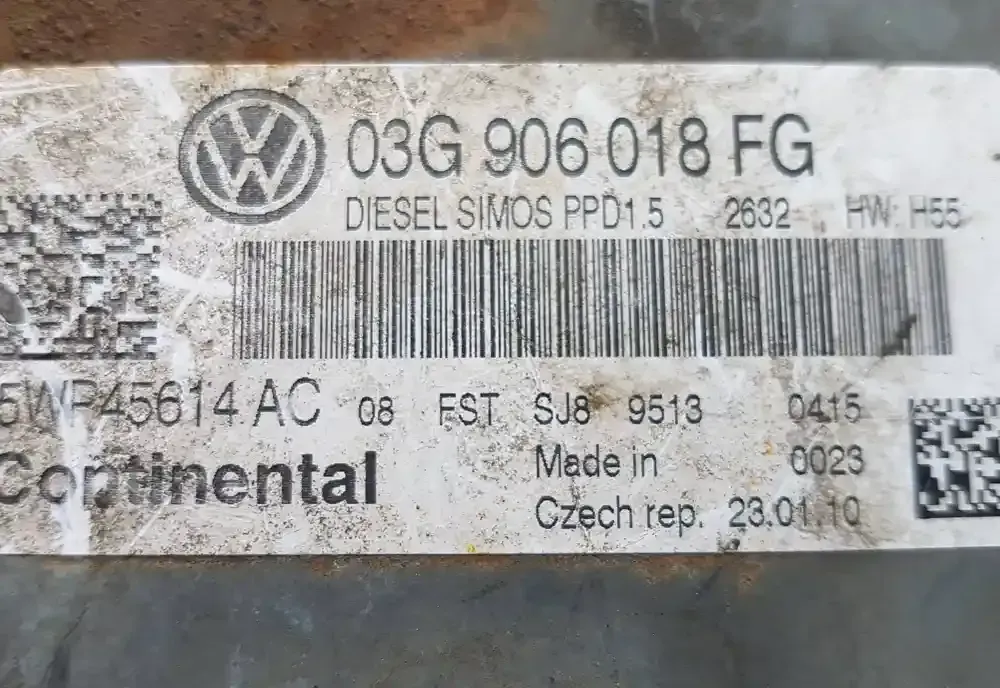 03G 906 018 FG
DIESEL SIMOS PPD1.5 2632 HW: H55
5WP45614 AC 08 FST SJ8 9513 0415
Continental Made in 0023
Czech rep. 23.01.10